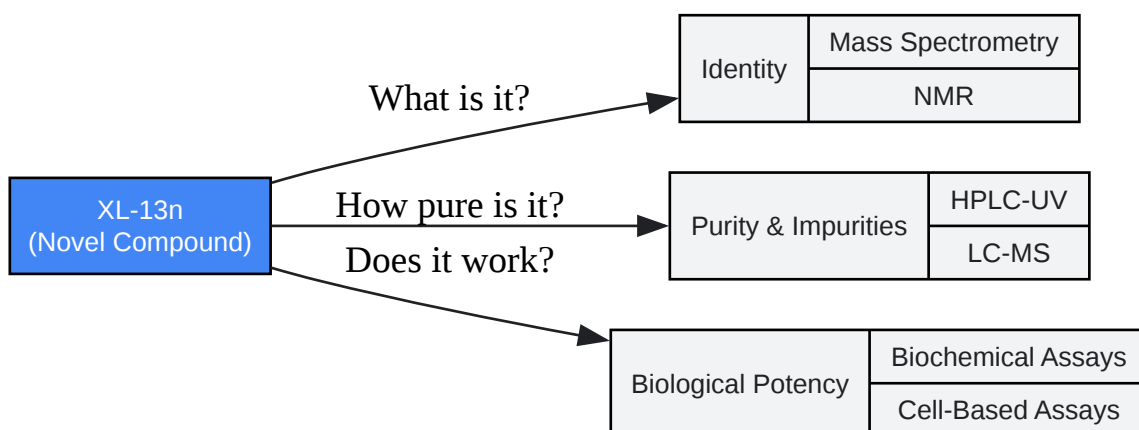 XL-13n
(Novel Compound)
What is it?
Identity
Mass Spectrometry
NMR
How pure is it?
Purity & Impurities
HPLC-UV
LC-MS
Does it work?
Biological Potency
Biochemical Assays
Cell-Based Assays